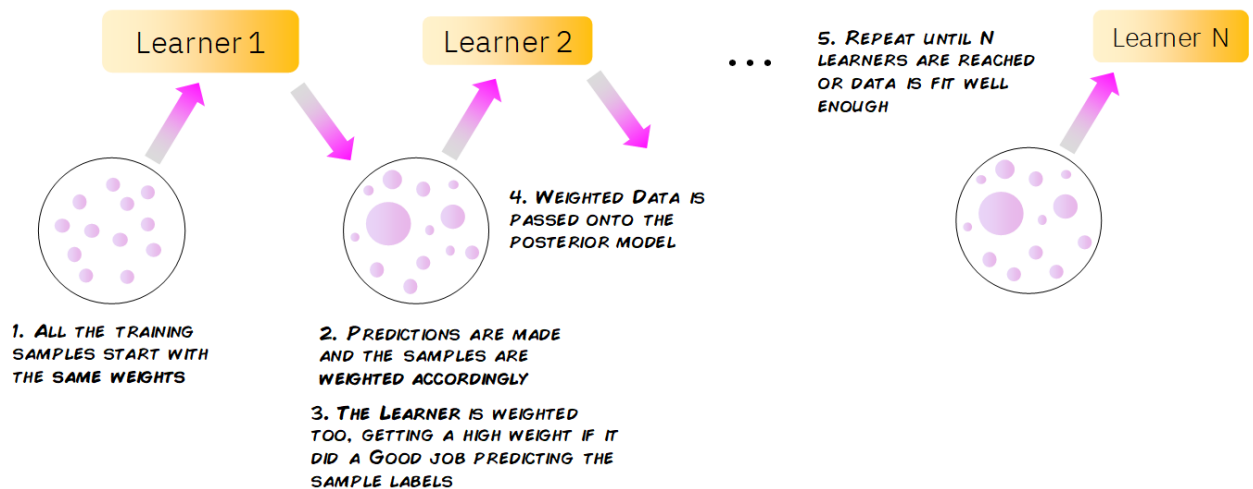 Learner 1
Learner 2
...
5. Repeat until N
learners are reached
or data is fit well
enough
Learner N
4. Weighted Data is
passed onto the
posterior model
1. All the training
samples start with
the same weights
2. Predictions are made
and the samples are
weighted accordingly
3. The Learner is weighted
too, getting a high weight if it
did a Good job predicting the
sample labels